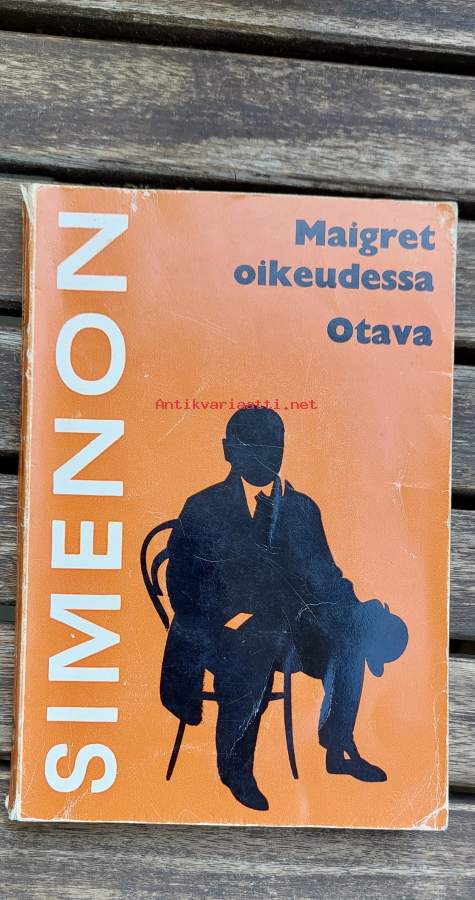 SIMENON
Maigret
oikeudessa
Otava
Antikvariaatti.net